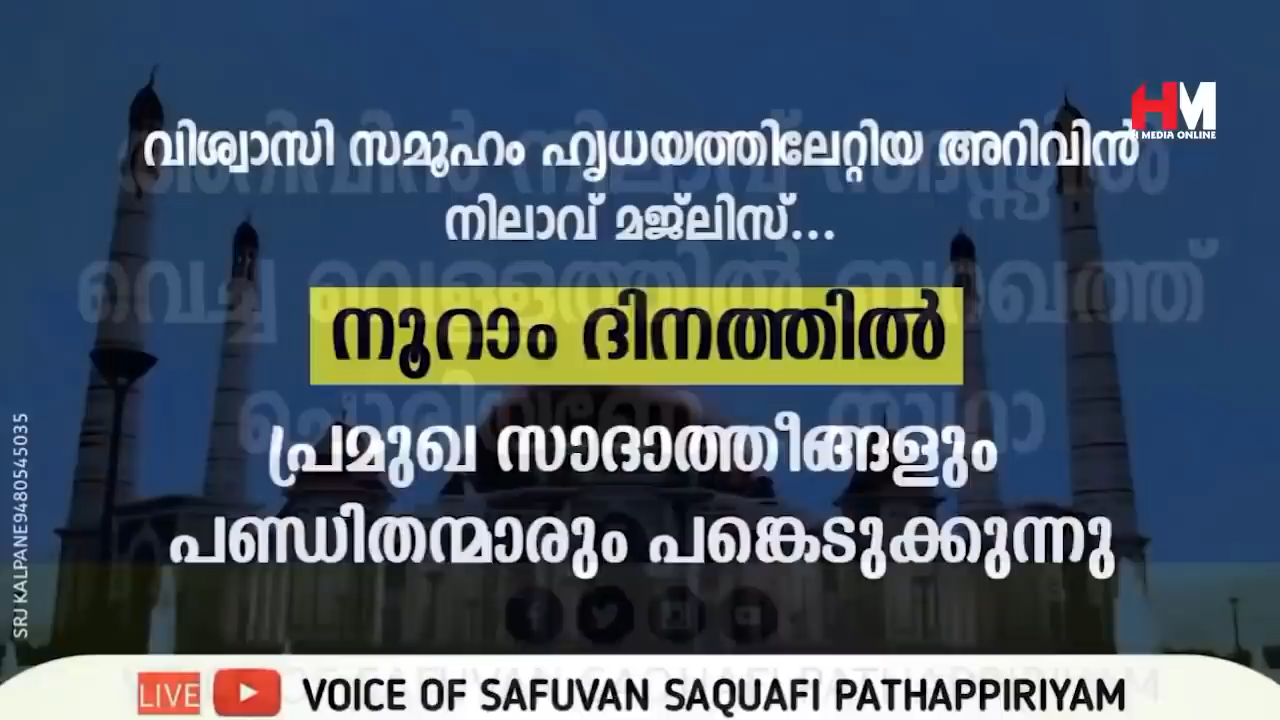 HM
H MEDIA ONLINE
വിശ്വാസി സമൂഹം ഹൃധയത്തിലേറ്റിയ അറിവിൻ
നിലാവ് മജ്ലിസ്...
നൂറാം ദിനത്തിൽ
പ്രമുഖ സാദാത്തീങ്ങളും
പണ്ഡിതന്മാരും പങ്കെടുക്കുന്നു
SRJ KALPANE9480545035
LIVE VOICE OF SAFUVAN SAQUAFI PATHAPPIRIYAM